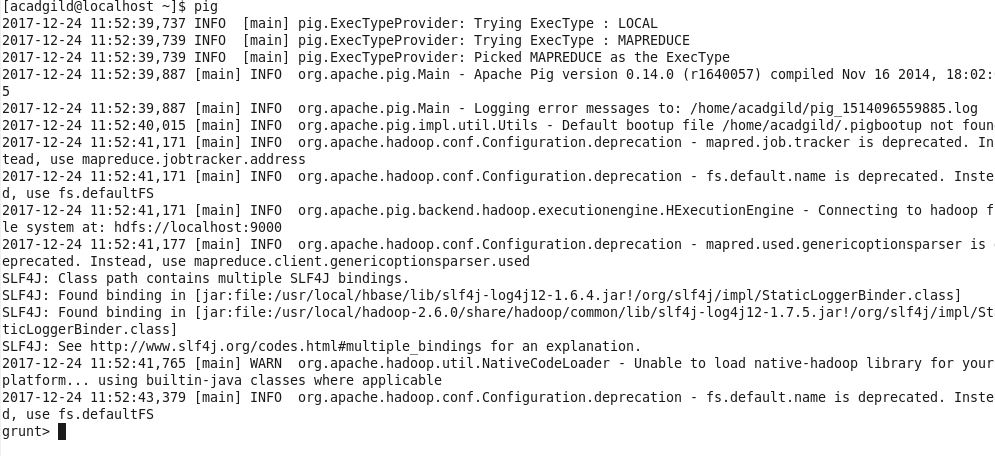 [acadgild@localhost ~]$ pig
2017-12-24 11:52:39,737 INFO  [main] pig.ExecTypeProvider: Trying ExecType : LOCAL
2017-12-24 11:52:39,739 INFO  [main] pig.ExecTypeProvider: Trying ExecType : MAPREDUCE
2017-12-24 11:52:39,739 INFO  [main] pig.ExecTypeProvider: Picked MAPREDUCE as the ExecType
2017-12-24 11:52:39,887 [main] INFO  org.apache.pig.Main - Apache Pig version 0.14.0 (r1640057) compiled Nov 16 2014, 18:02:
5
2017-12-24 11:52:39,887 [main] INFO  org.apache.pig.Main - Logging error messages to: /home/acadgild/pig_1514096559885.log
2017-12-24 11:52:40,015 [main] INFO  org.apache.pig.impl.util.Utils - Default bootup file /home/acadgild/.pigbootup not foun
2017-12-24 11:52:41,171 [main] INFO  org.apache.hadoop.conf.Configuration.deprecation - mapred.job.tracker is deprecated. In
tead, use mapreduce.jobtracker.address
2017-12-24 11:52:41,171 [main] INFO  org.apache.hadoop.conf.Configuration.deprecation - fs.default.name is deprecated. Inste
d, use fs.defaultFS
2017-12-24 11:52:41,171 [main] INFO  org.apache.pig.backend.hadoop.executionengine.HExecutionEngine - Connecting to hadoop f
le system at: hdfs://localhost:9000
2017-12-24 11:52:41,177 [main] INFO  org.apache.hadoop.conf.Configuration.deprecation - mapred.used.genericoptionsparser is
eprecated. Instead, use mapreduce.client.genericoptionsparser.used
SLF4J: Class path contains multiple SLF4J bindings.
SLF4J: Found binding in [jar:file:/usr/local/hbase/lib/slf4j-log4j12-1.6.4.jar!/org/slf4j/impl/StaticLoggerBinder.class]
SLF4J: Found binding in [jar:file:/usr/local/hadoop-2.6.0/share/hadoop/common/lib/slf4j-log4j12-1.7.5.jar!/org/slf4j/impl/St
ticLoggerBinder.class]
SLF4J: See http://www.slf4j.org/codes.html#multiple_bindings for an explanation.
2017-12-24 11:52:41,765 [main] WARN  org.apache.hadoop.util.NativeCodeLoader - Unable to load native-hadoop library for your
platform... using builtin-java classes where applicable
2017-12-24 11:52:43,379 [main] INFO  org.apache.hadoop.conf.Configuration.deprecation - fs.default.name is deprecated. Inste
d, use fs.defaultFS
grunt>